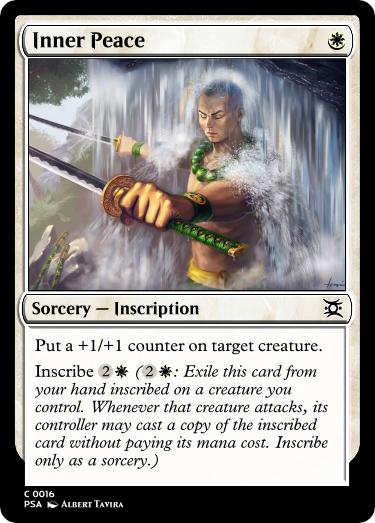 Inner Peace
Sorcery — Inscription
Put a +1/+1 counter on target creature.
Inscribe 2 (2: Exile this card from
your hand inscribed on a creature you
control. Whenever that creature attacks, its
controller may cast a copy of the inscribed
card without paying its mana cost. Inscribe
only as a sorcery.)
C 0016
PSA Albert Tavira